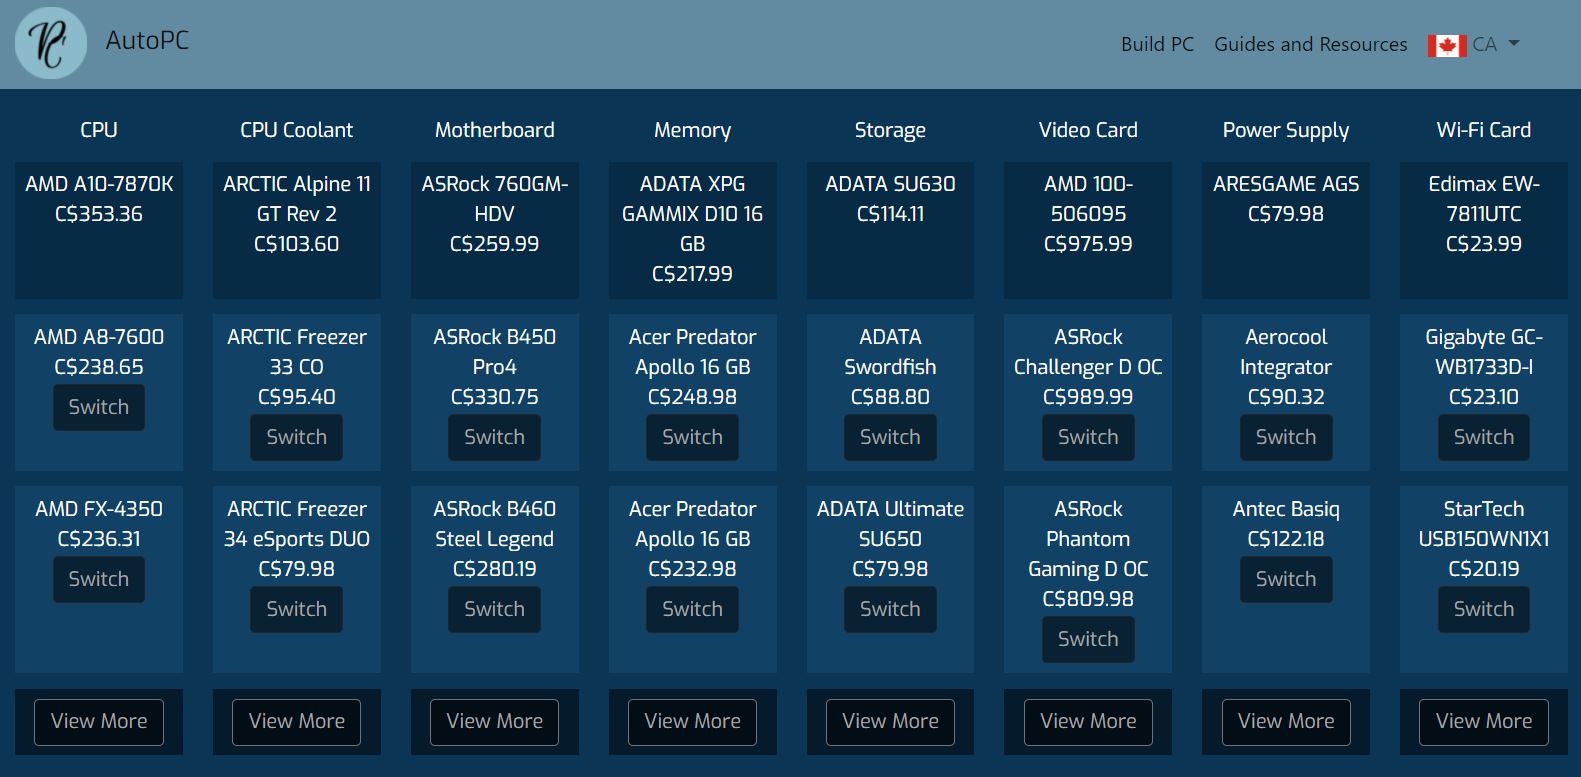 PC
AutoPC
Build PC
Guides and Resources
CA
CPU
CPU Coolant
Motherboard
Memory
Storage
Video Card
Power Supply
Wi-Fi Card
AMD A10-7870K
C$353.36
ARCTIC Alpine 11
GT Rev 2
C$103.60
ASRock 760GM-
HDV
C$259.99
ADATA XPG
GAMMIX D10 16
GB
C$217.99
ADATA SU630
C$114.11
AMD 100-
506095
C$975.99
ARESGAME AGS
C$79.98
Edimax EW-
7811UTC
C$23.99
AMD A8-7600
C$238.65
Switch
ARCTIC Freezer
33 CO
C$95.40
Switch
ASRock B450
Pro4
C$330.75
Switch
Acer Predator
Apollo 16 GB
C$248.98
Switch
ADATA
Swordfish
C$88.80
Switch
ASRock
Challenger D OC
C$989.99
Switch
Aerocool
Integrator
C$90.32
Switch
Gigabyte GC-
WB1733D-I
C$23.10
Switch
AMD FX-4350
C$236.31
Switch
ARCTIC Freezer
34 eSports DUO
C$79.98
Switch
ASRock B460
Steel Legend
C$280.19
Switch
Acer Predator
Apollo 16 GB
C$232.98
Switch
ADATA Ultimate
SU650
C$79.98
Switch
ASRock
Phantom
Gaming D OC
C$809.98
Switch
Antec Basiq
C$122.18
Switch
StarTech
USB150WN1X1
C$20.19
Switch
View More
View More
View More
View More
View More
View More
View More
View More